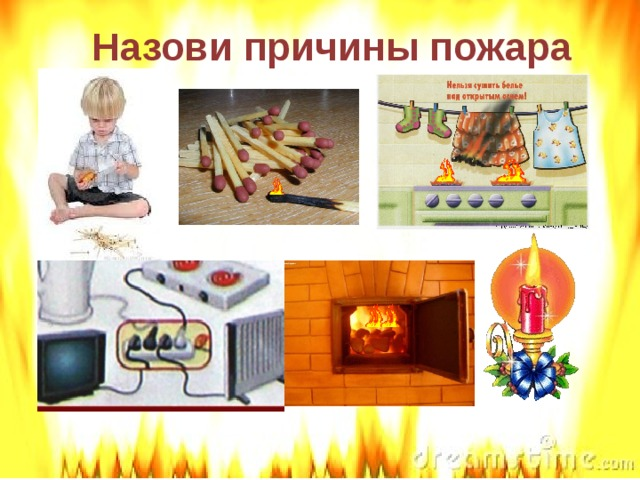 Назови причины пожара
Нельзя сушить белье
над открытым огнем!
dreamstime.com